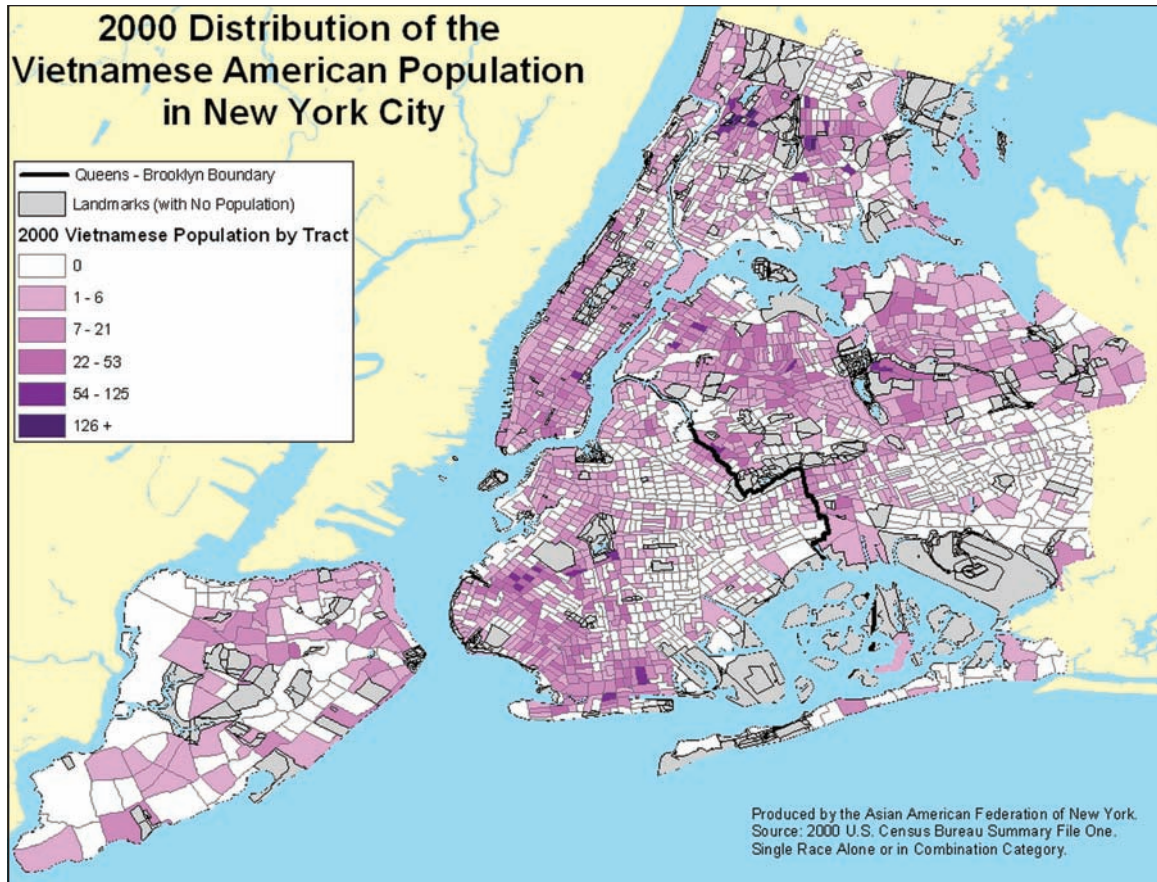 2000 Distribution of the
Vietnamese American Population
in New York City
Queens - Brooklyn Boundary
Landmarks (with No Population)
2000 Vietnamese Population by Tract
0
1 - 6
7 - 21
22 - 53
54 - 125
126 +
Produced by the Asian American Federation of New York.
Source: 2000 U.S. Census Bureau Summary File One.
Single Race Alone or in Combination Category.